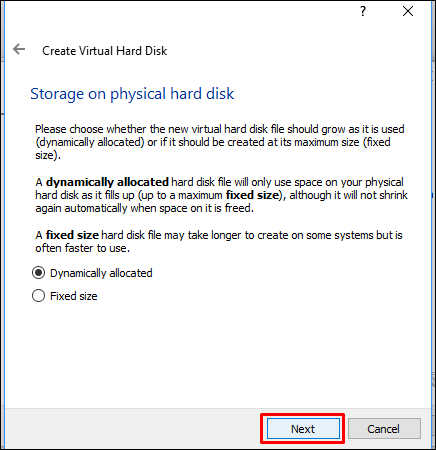 ?
Create Virtual Hard Disk
Storage on physical hard disk
Please choose whether the new virtual hard disk file should grow as it is used
(dynamically allocated) or if it should be created at its maximum size (fixed
size).
A dynamically allocated hard disk file will only use space on your physical
hard disk as it fills up (up to a maximum fixed size), although it will not shrink
again automatically when space on it is freed.
A fixed size hard disk file may take longer to create on some systems but is
often faster to use.
Dynamically allocated
Fixed size
Next Cancel